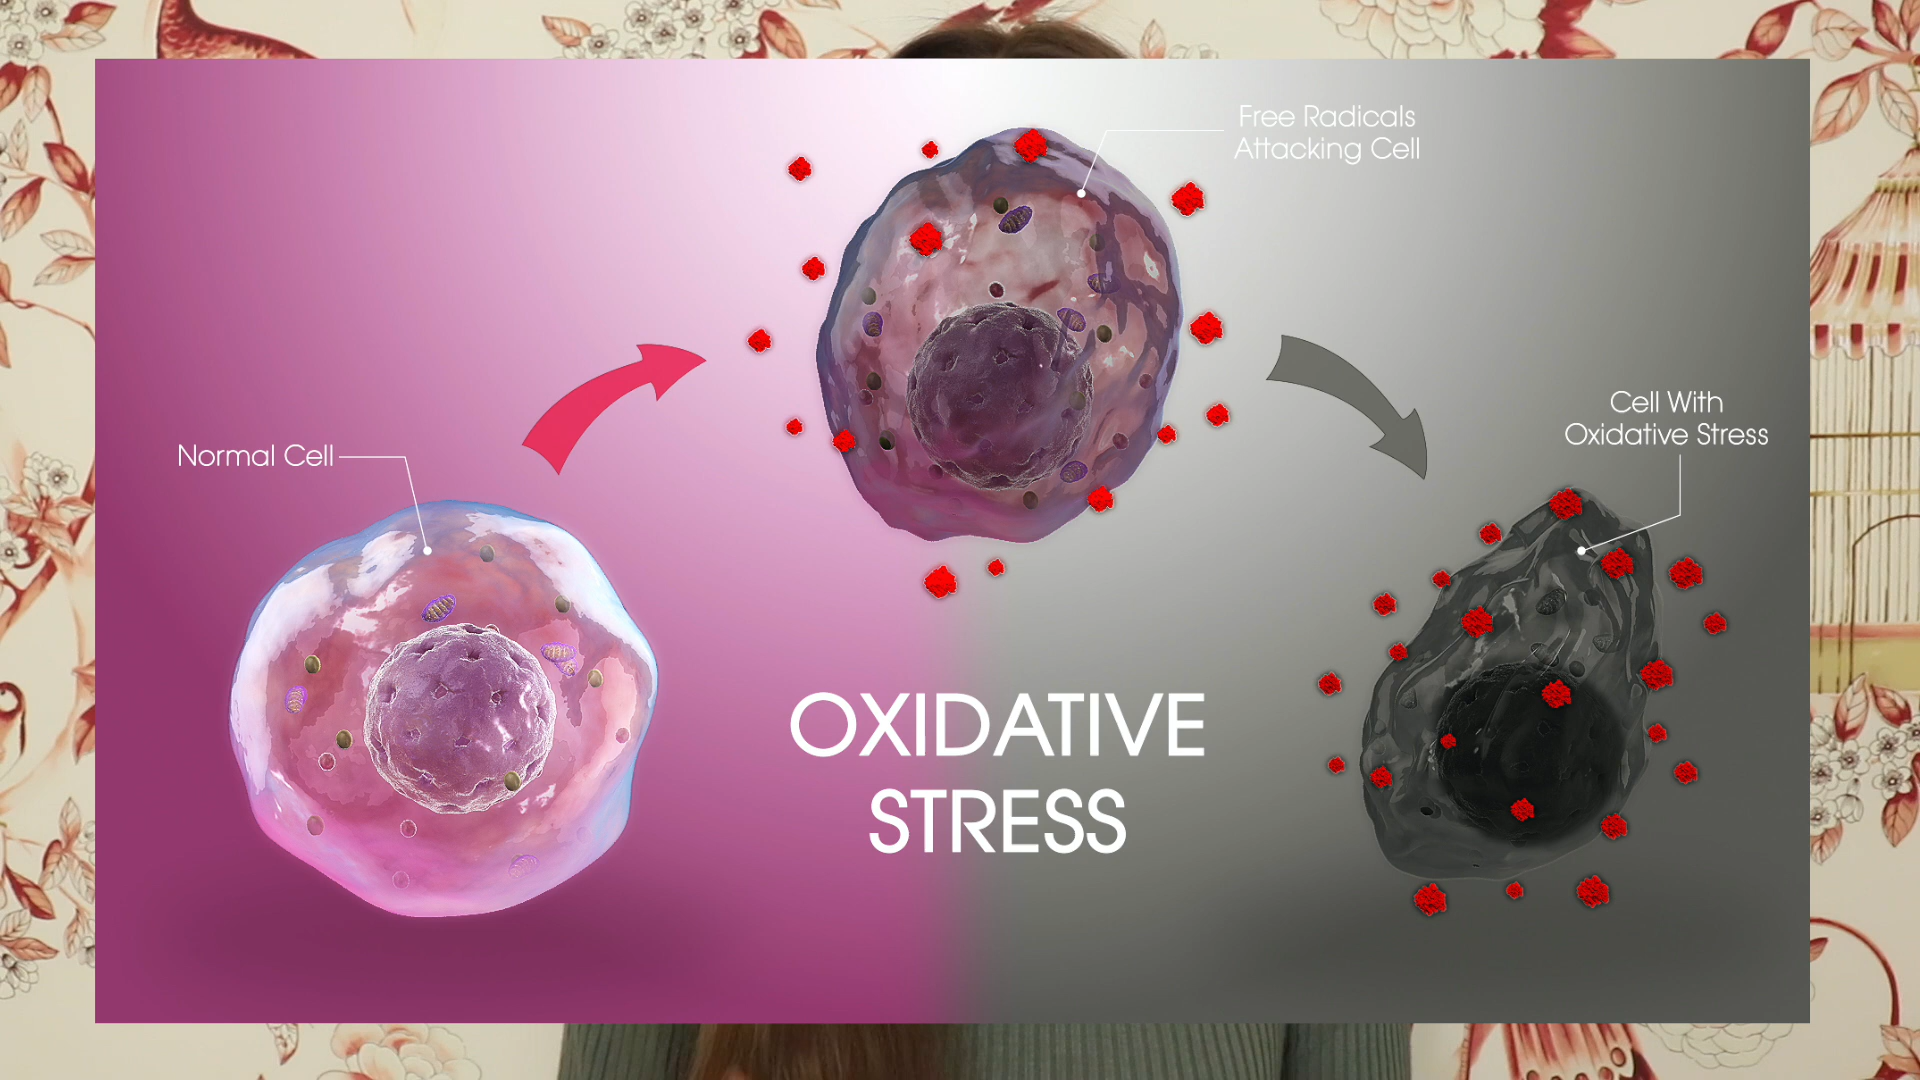 Free Radicals
Attacking Cell
Cell With
Oxidative Stress
Normal Cell
OXIDATIVE
STRESS